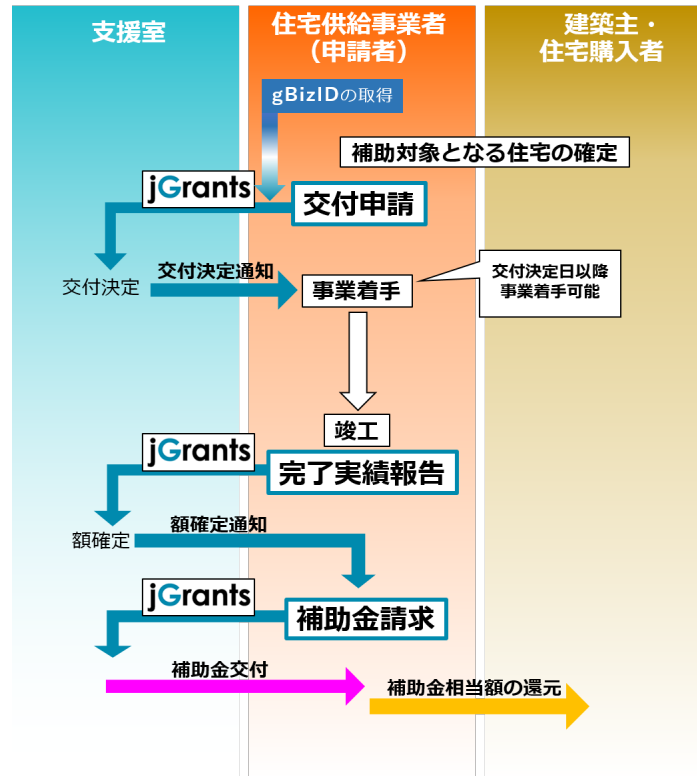 支援室
住宅供給事業者
（申請者）
建築主・
住宅購入者
gBizIDの取得
補助対象となる住宅の確定
jGrants
交付申請
交付決定
交付決定通知
事業着手
交付決定日以降
事業着手可能
竣工
jGrants
完了実績報告
額確定
額確定通知
jGrants
補助金請求
補助金交付
補助金相当額の還元